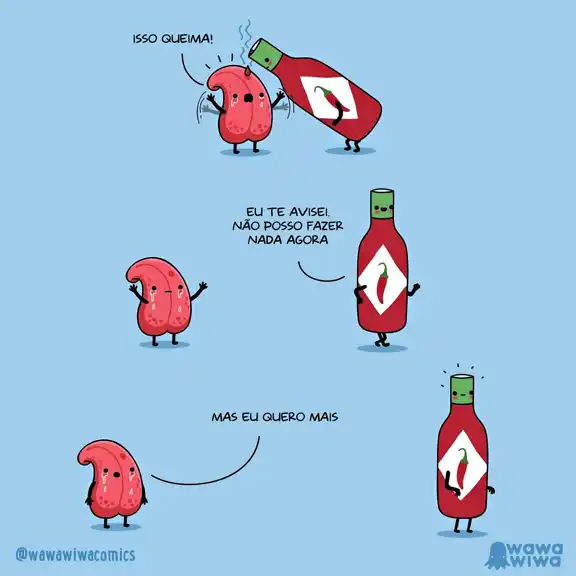 ISSO QUEIMA!
EU TE AVISEI.
NÃO POSSO FAZER
NADA AGORA
MAS EU QUERO MAIS
@wawawiwacomics
wawa
wiwa